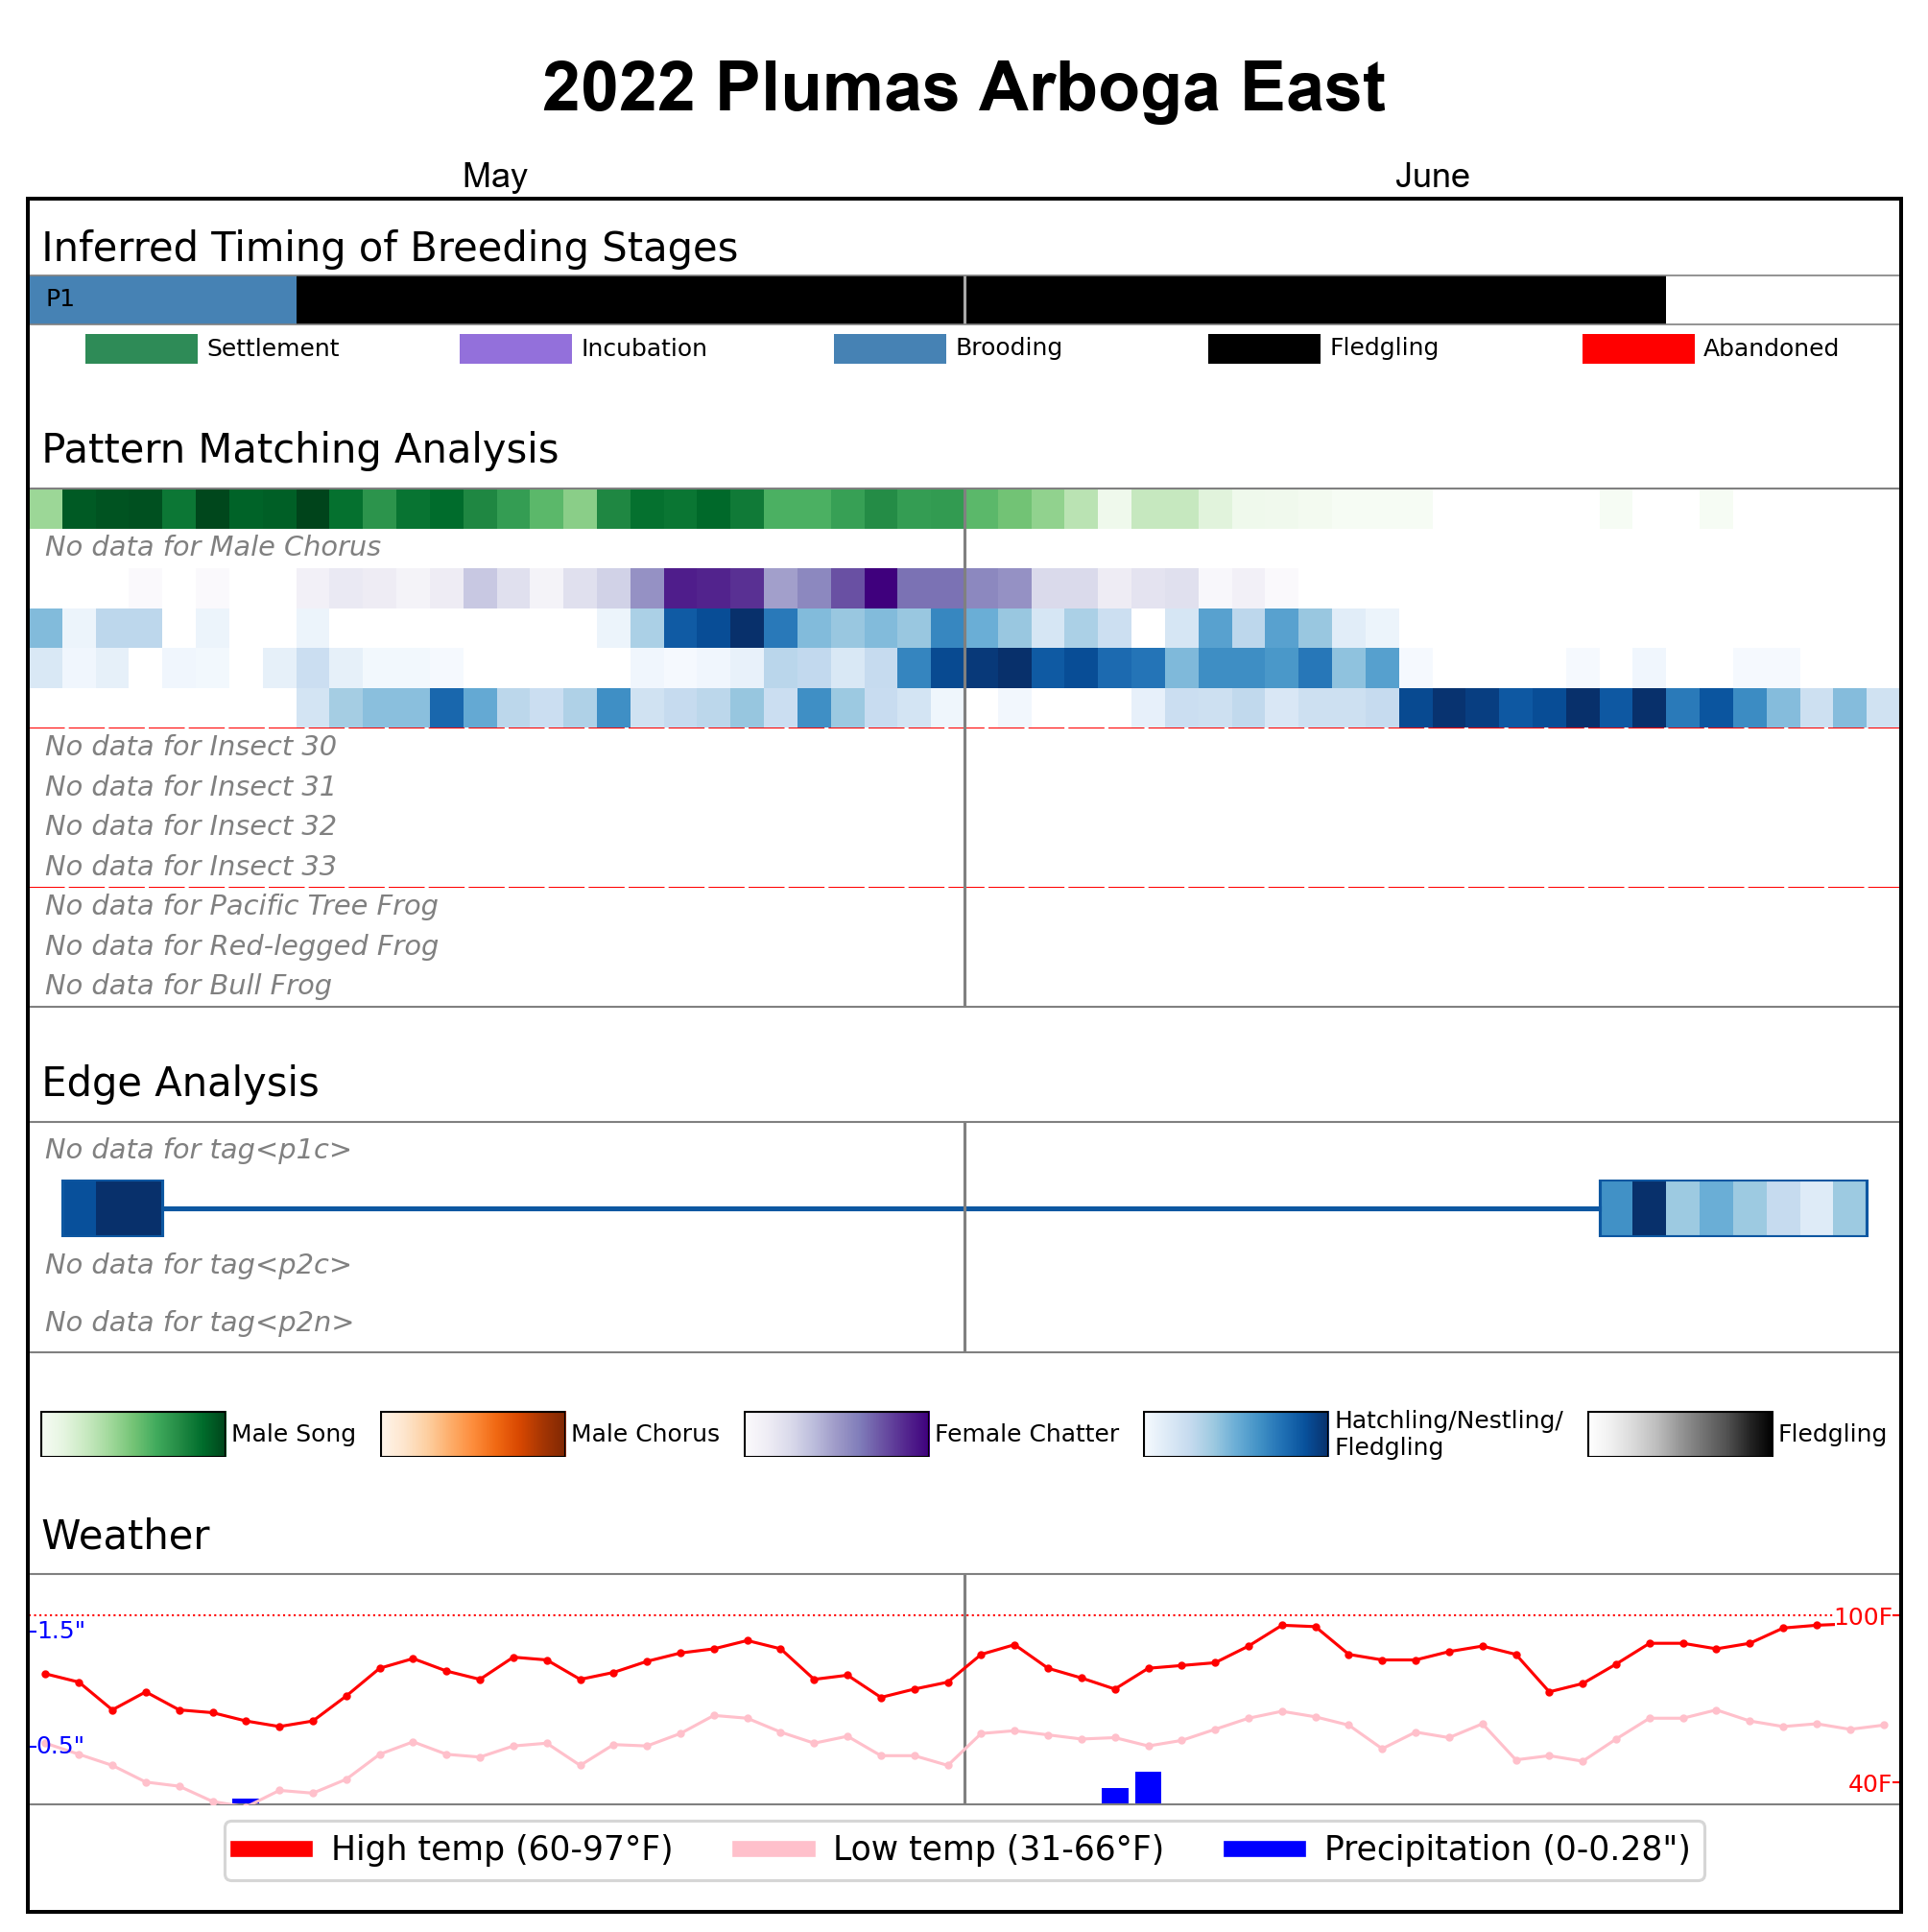 2022 Plumas Arboga East
May June
Inferred Timing of Breeding Stages
P1
Settlement Incubation Brooding Fledgling Abandoned
Pattern Matching Analysis
No data for Male Chorus
No data for Insect 30
No data for Insect 31
No data for Insect 32
No data for Insect 33
No data for Pacific Tree Frog
No data for Red-legged Frog
No data for Bull Frog
Edge Analysis
No data for tag<p1c>
No data for tag<p2c>
No data for tag<p2n>
Male Song Male Chorus Female Chatter Hatchling/Nestling/
Fledgling Fledgling
Weather
1.5" 100F
0.5" 40F
High temp (60-97°F) Low temp (31-66°F) Precipitation (0-0.28")